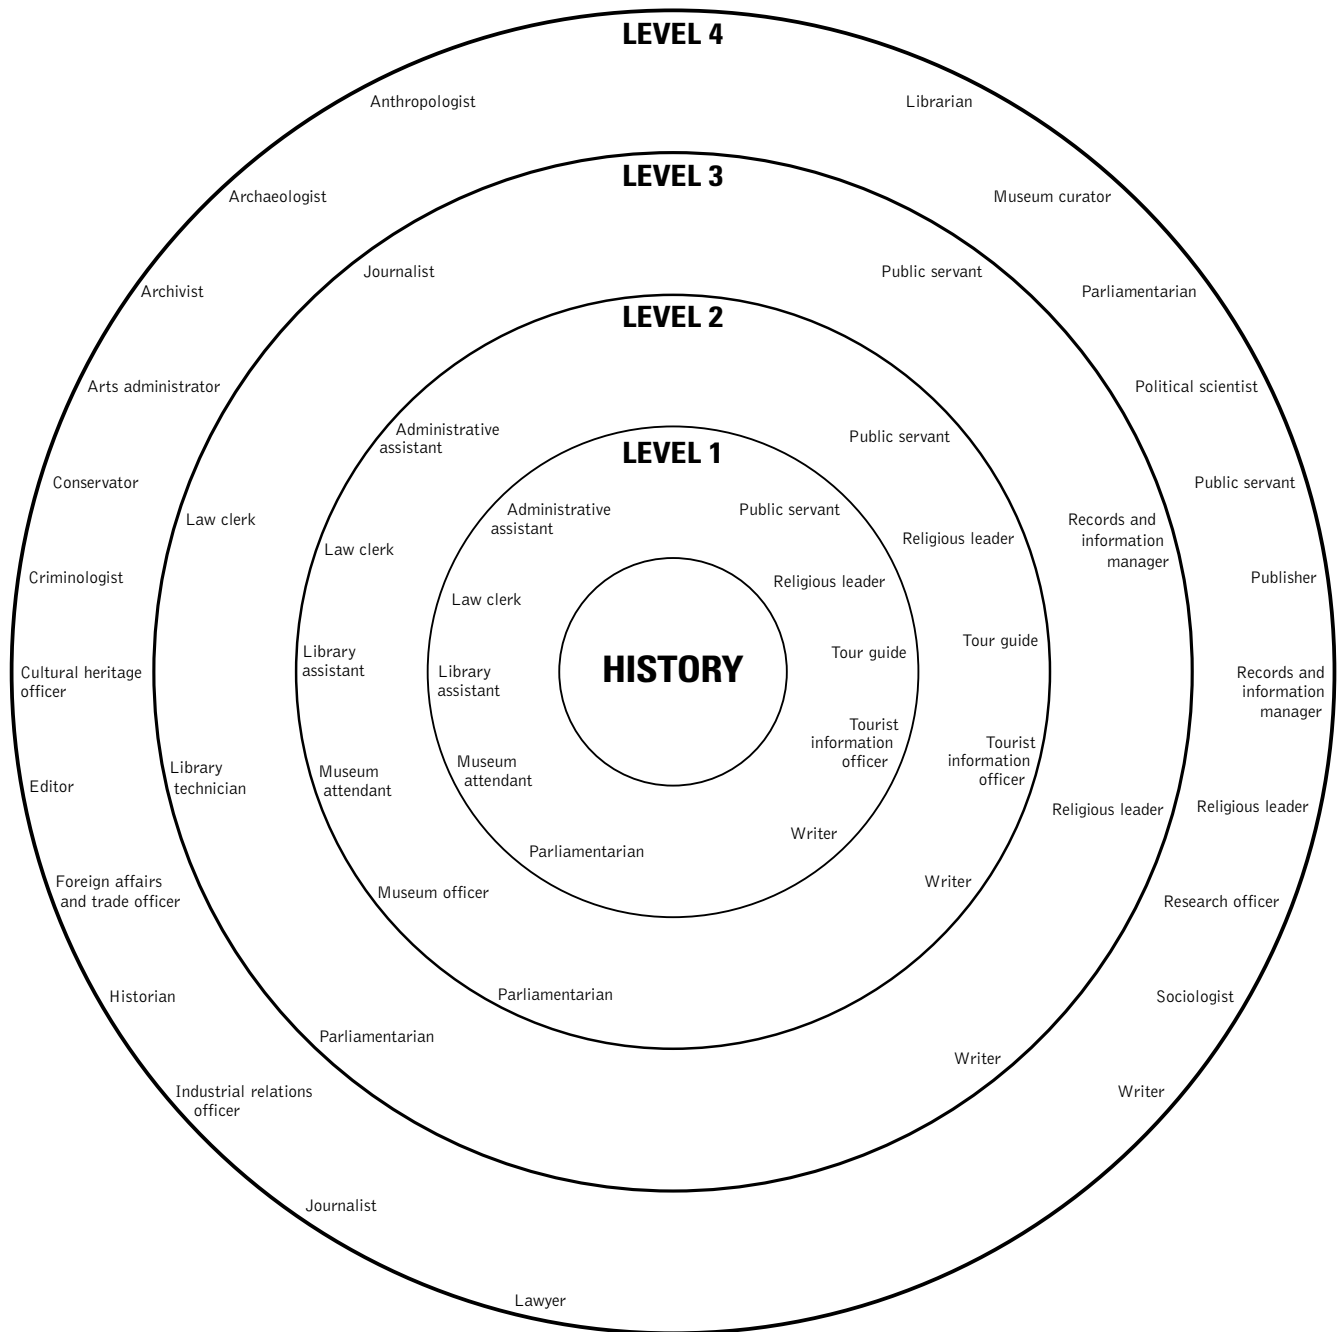 LEVEL 4
Anthropologist
Librarian
Archaeologist
Museum curator
Archivist
Parliamentarian
Arts administrator
Political scientist
Conservator
Public servant
Criminologist
Publisher
Cultural heritage
officer
Records and
information
manager
Editor
Religious leader
Foreign affairs
and trade officer
Research officer
Historian
Sociologist
Industrial relations
officer
Writer
Journalist
Lawyer
LEVEL 3
Journalist
Public servant
Law clerk
Records and
information
manager
Library
technician
Religious leader
Parliamentarian
Writer
LEVEL 2
Administrative
assistant
Public servant
Law clerk
Religious leader
Library
assistant
Tour guide
Museum
attendant
Tourist
information
officer
Museum officer
Writer
Parliamentarian
LEVEL 1
Administrative
assistant
Public servant
Law clerk
Religious leader
Library
assistant
Tour guide
Museum
attendant
Tourist
information
officer
Parliamentarian
Writer
HISTORY